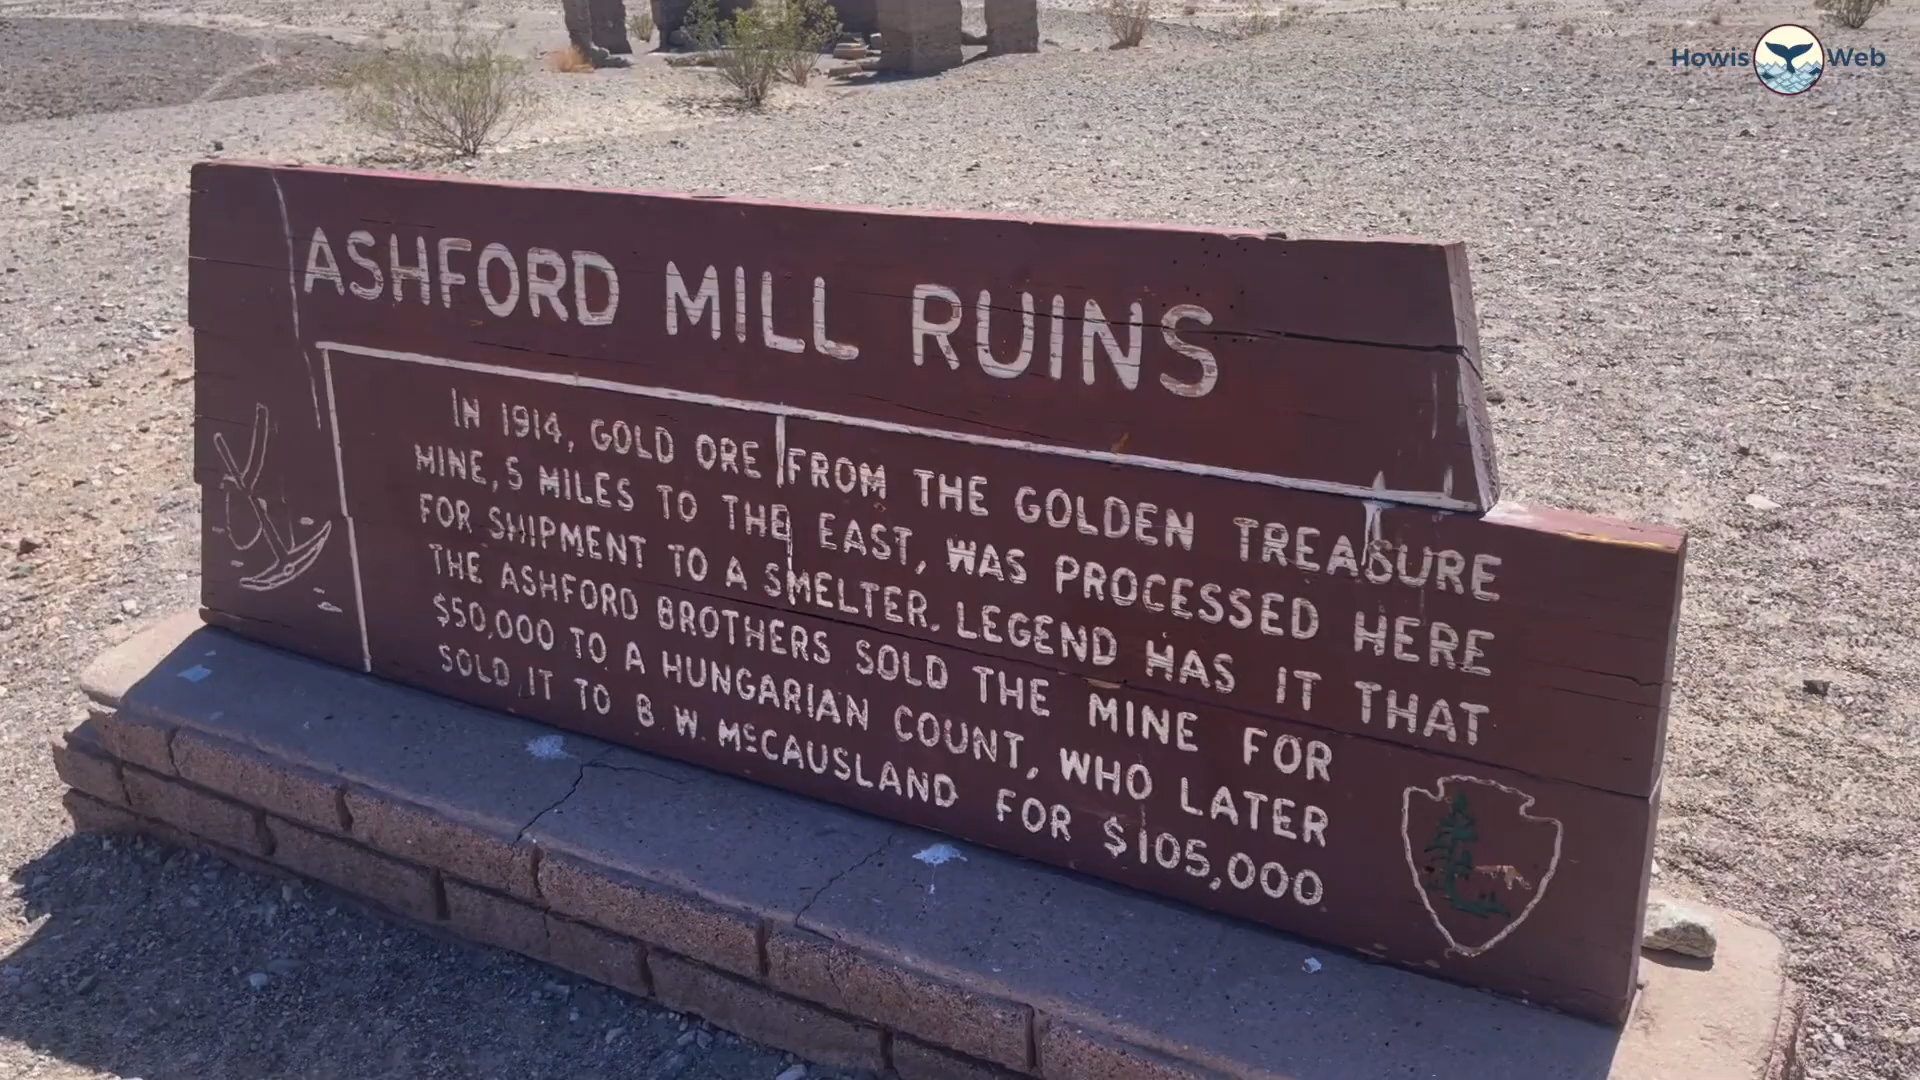 Howis Web
ASHFORD MILL RUINS
IN 1914, GOLD ORE FROM THE GOLDEN TREASURE
MINE, 5 MILES TO THE EAST, WAS PROCESSED HERE
FOR SHIPMENT TO A SMELTER. LEGEND HAS IT THAT
THE ASHFORD BROTHERS SOLD THE MINE FOR
$50,000 TO A HUNGARIAN COUNT, WHO LATER
SOLD IT TO B. W. McCAUSLAND FOR $105,000